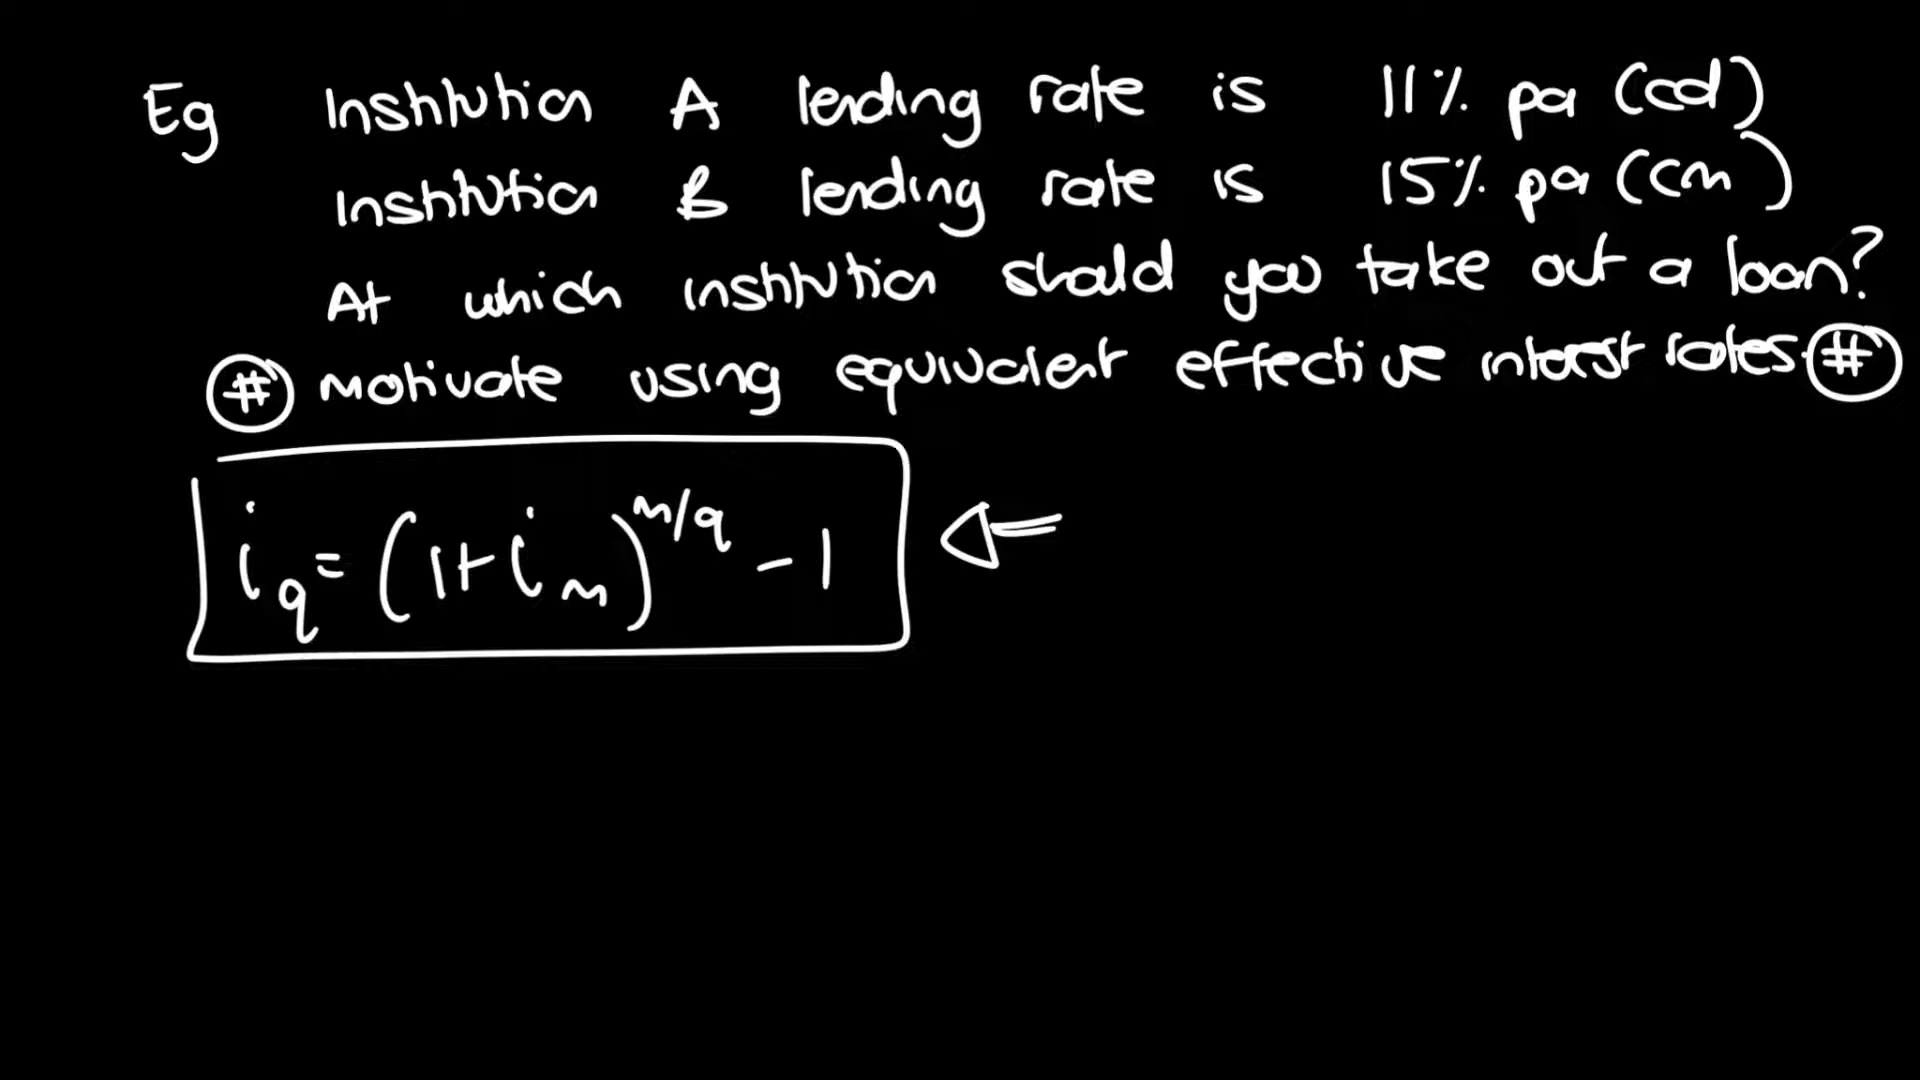 Eg Institution A lending rate is 11% pa (cd)
Institution B lending rate is 15% pa (cm)
At which institution should you take out a loan?
# motivate using equivalent effective interest rates. #
i_q = (1+i_m)^{m/q} - 1 ⇐